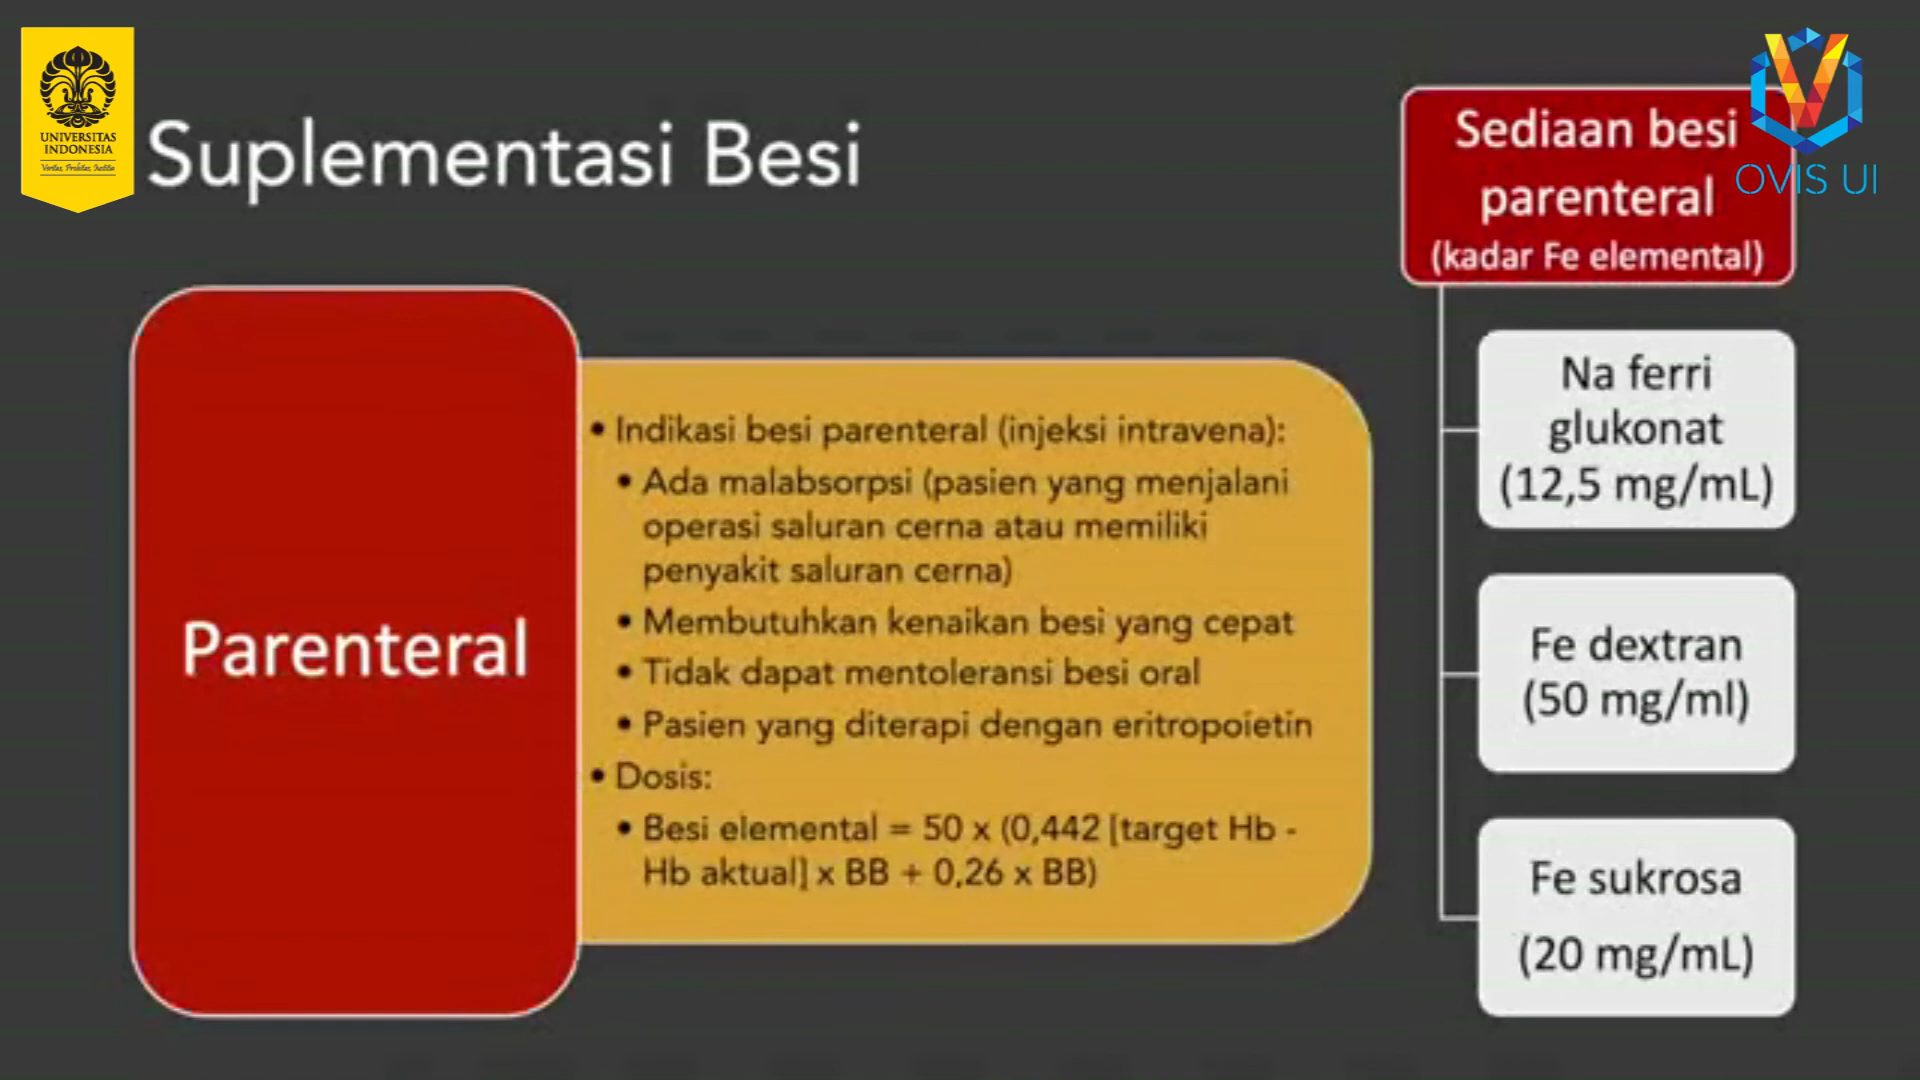 UNIVERSITAS
INDONESIA
Veritas, Probitas, Iustitia
Suplementasi Besi
OVIS UI
Parenteral
• Indikasi besi parenteral (injeksi intravena):
• Ada malabsorpsi (pasien yang menjalani
operasi saluran cerna atau memiliki
penyakit saluran cerna)
• Membutuhkan kenaikan besi yang cepat
• Tidak dapat mentoleransi besi oral
• Pasien yang diterapi dengan eritropoietin
• Dosis:
• Besi elemental = 50 x (0,442 [target Hb -
Hb aktual] x BB + 0,26 x BB)
Sediaan besi
parenteral
(kadar Fe elemental)
Na ferri
glukonat
(12,5 mg/mL)
Fe dextran
(50 mg/ml)
Fe sukrosa
(20 mg/mL)